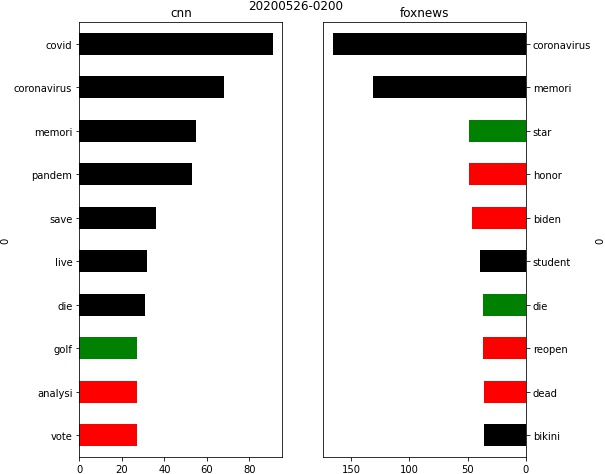 20200526-0200
cnn
foxnews
covid
coronavirus
memori
pandem
save
live
die
golf
analysi
vote
0
0 20 40 60 80
coronavirus
memori
star
honor
biden
student
die
reopen
dead
bikini
0
150 100 50 0